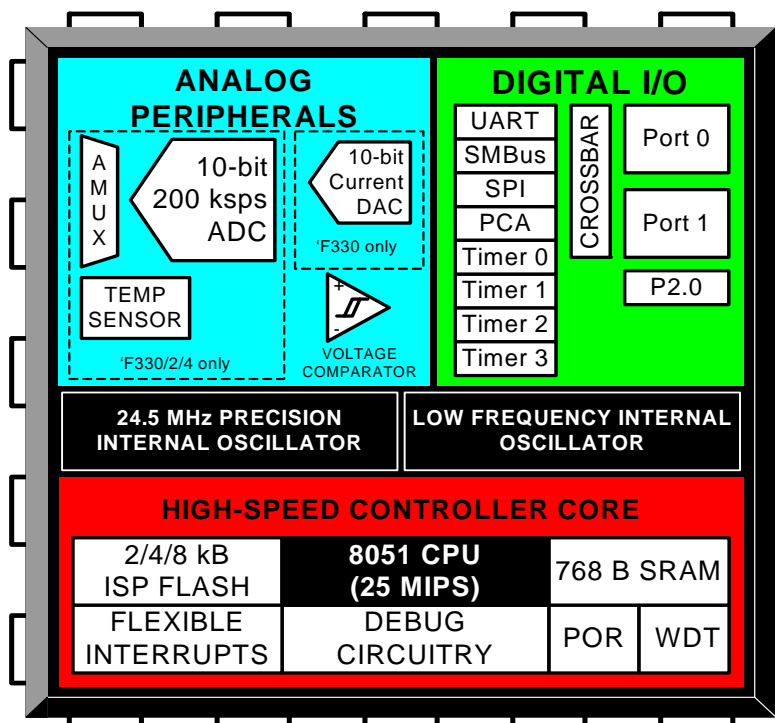 ANALOG
PERIPHERALS
AMUX
10-bit
200 ksps
ADC
10-bit
Current
DAC
'F330 only
TEMP
SENSOR
+
-
VOLTAGE
COMPARATOR
'F330/2/4 only
DIGITAL I/O
UART
SMBus
SPI
PCA
Timer 0
Timer 1
Timer 2
Timer 3
CROSSBAR
Port 0
Port 1
P2.0
24.5 MHz PRECISION
INTERNAL OSCILLATOR
LOW FREQUENCY INTERNAL
OSCILLATOR
HIGH-SPEED CONTROLLER CORE
2/4/8 kB
ISP FLASH
8051 CPU
(25 MIPS)
768 B SRAM
FLEXIBLE
INTERRUPTS
DEBUG
CIRCUITRY
POR
WDT